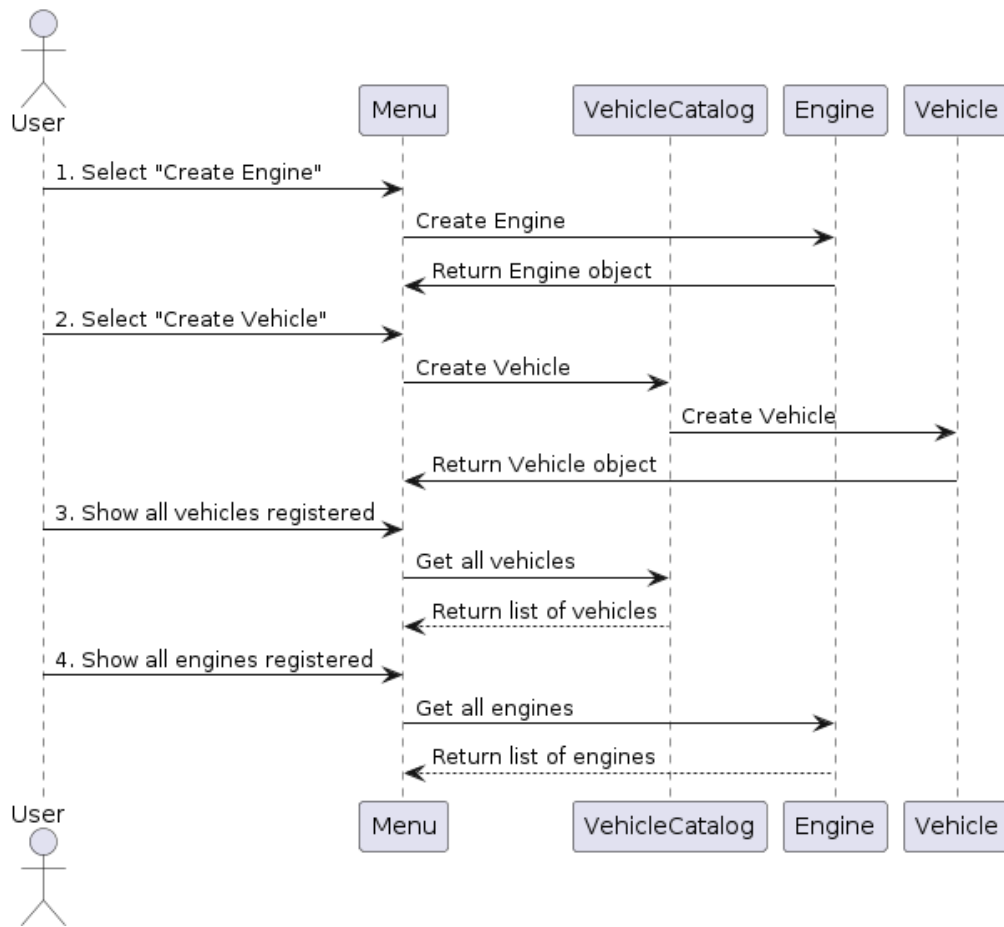 User
Menu
VehicleCatalog
Engine
Vehicle
1. Select "Create Engine"
Create Engine
Return Engine object
2. Select "Create Vehicle"
Create Vehicle
Create Vehicle
Return Vehicle object
3. Show all vehicles registered
Get all vehicles
Return list of vehicles
4. Show all engines registered
Get all engines
Return list of engines
User
Menu
VehicleCatalog
Engine
Vehicle